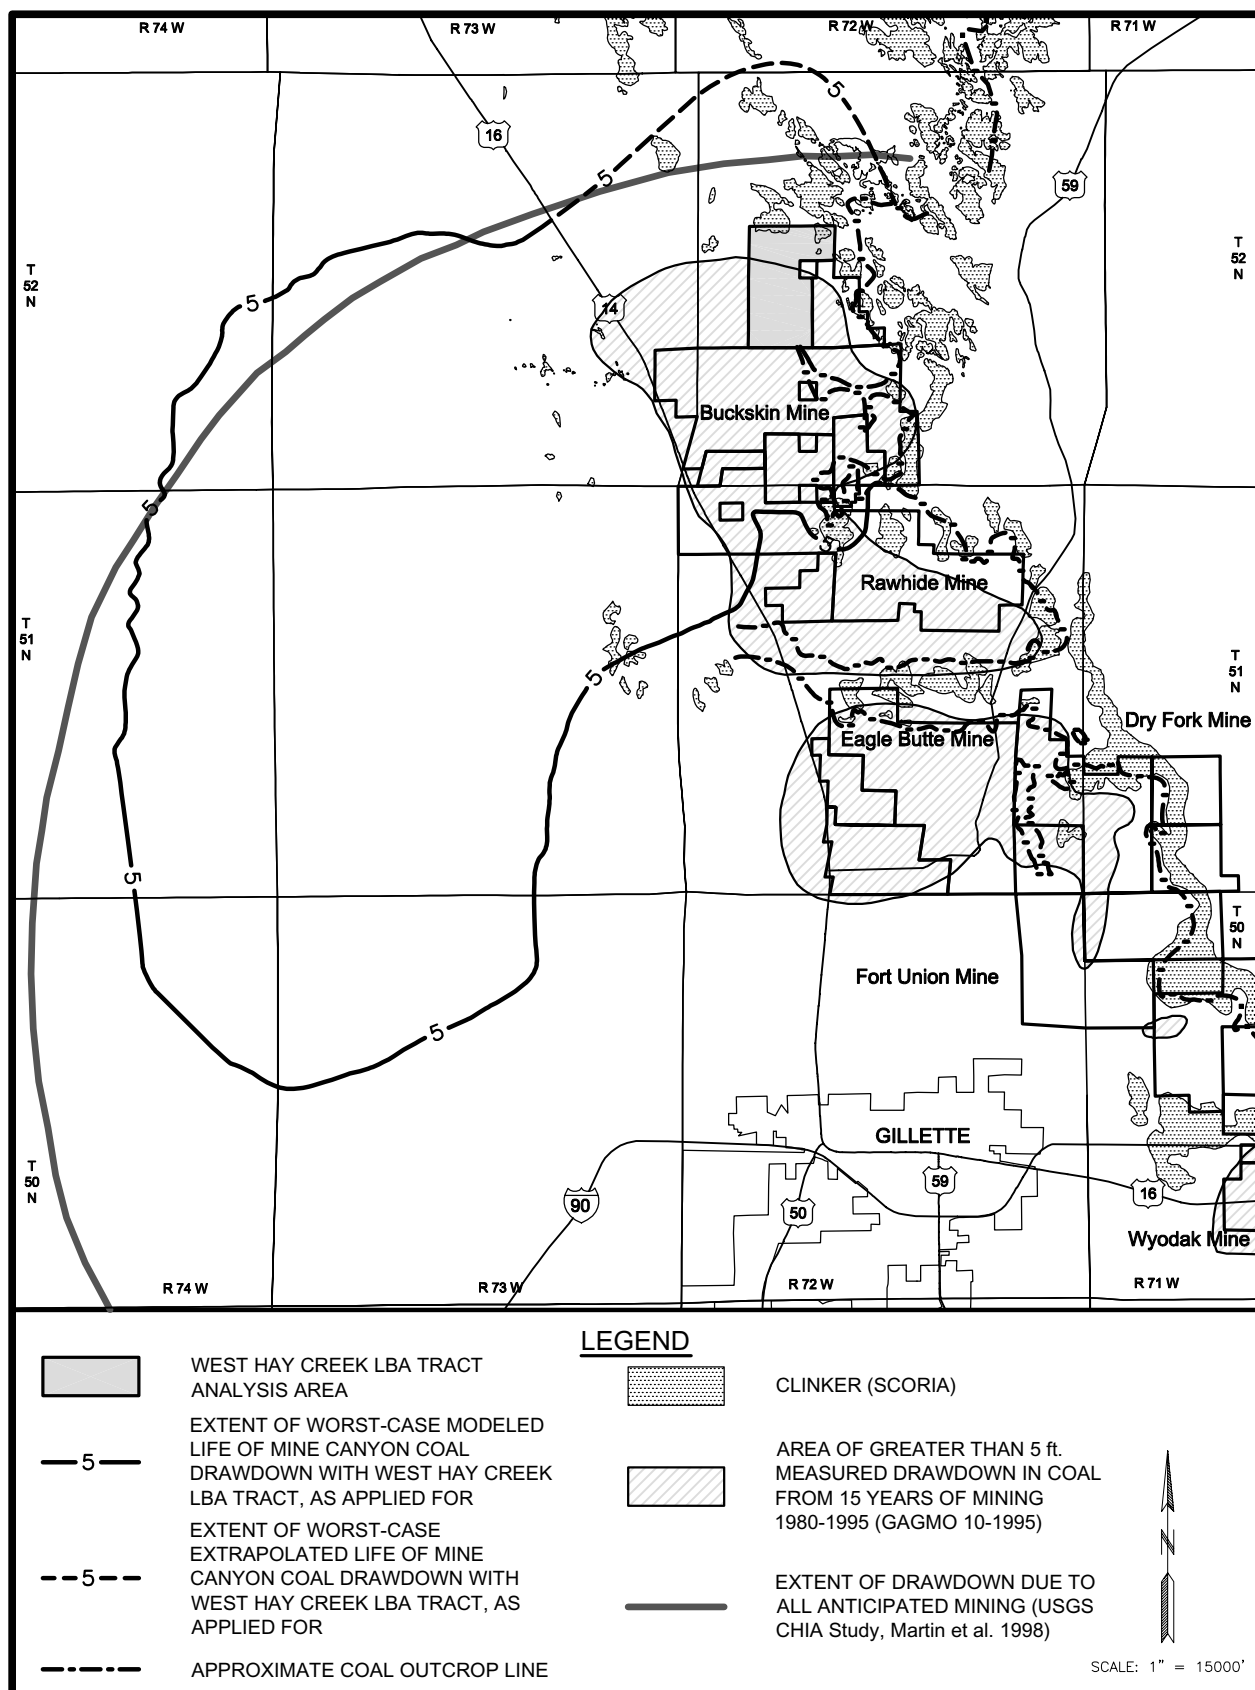 R 74 W
R 73 W
R 72 W
R 71 W
5
16
5
59
5
T
52
N
T
52
N
5
14
Buckskin Mine
5
5
Rawhide Mine
T
51
N
T
51
N
5
Dry Fork Mine
Eagle Butte Mine
5
T
50
N
Fort Union Mine
5
GILLETTE
T
50
N
90
50
59
16
Wyodak Mine
R 74 W
R 73 W
R 72 W
R 71 W
LEGEND
WEST HAY CREEK LBA TRACT
ANALYSIS AREA
5
EXTENT OF WORST-CASE MODELED
LIFE OF MINE CANYON COAL
DRAWDOWN WITH WEST HAY CREEK
LBA TRACT, AS APPLIED FOR
5
EXTENT OF WORST-CASE
EXTRAPOLATED LIFE OF MINE
CANYON COAL DRAWDOWN WITH
WEST HAY CREEK LBA TRACT, AS
APPLIED FOR
APPROXIMATE COAL OUTCROP LINE
CLINKER (SCORIA)
AREA OF GREATER THAN 5 ft.
MEASURED DRAWDOWN IN COAL
FROM 15 YEARS OF MINING
1980-1995 (GAGMO 10-1995)
EXTENT OF DRAWDOWN DUE TO
ALL ANTICIPATED MINING (USGS
CHIA Study, Martin et al. 1998)
N
SCALE: 1" = 15000'